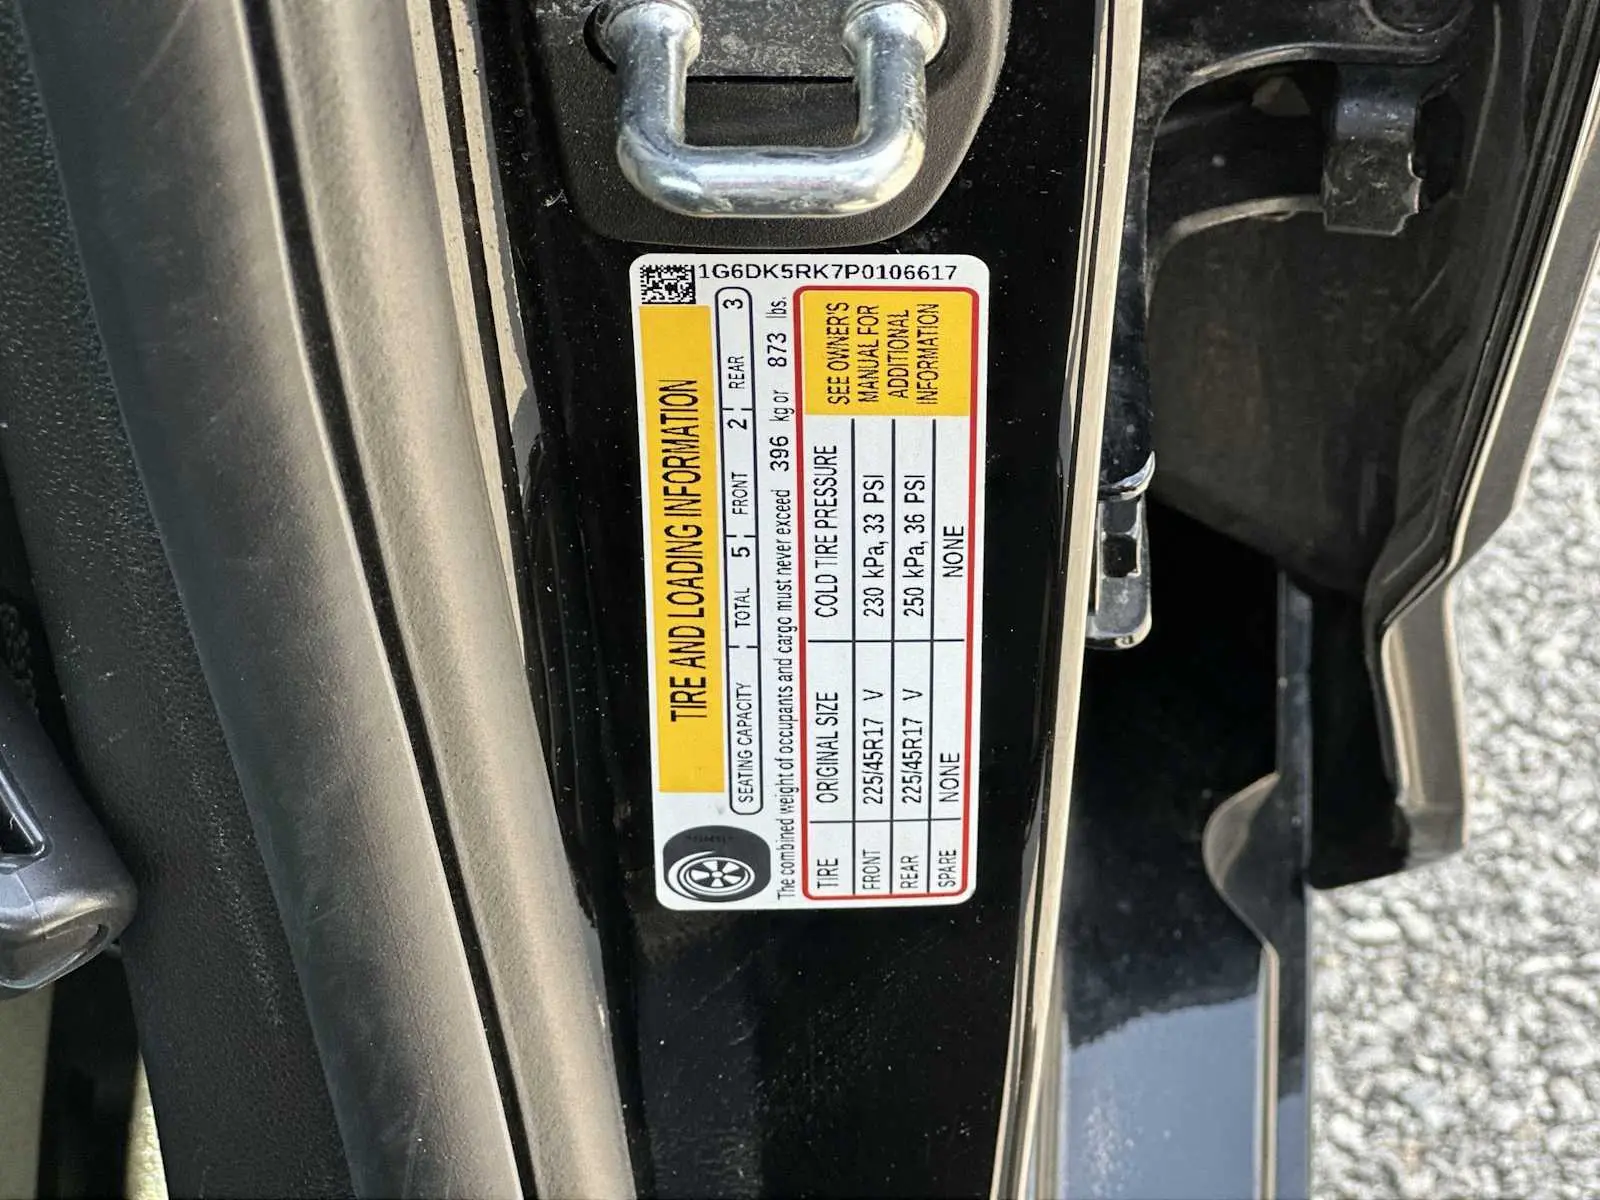 1G6DK5RK7P0106617
TIRE AND LOADING INFORMATION
SEATING CAPACITY TOTAL 5 FRONT 2 REAR 3
The combined weight of occupants and cargo must never exceed 396 kg or 873 lbs.
TIRE ORIGINAL SIZE COLD TIRE PRESSURE
FRONT 225/45R17 V 230 kPa, 33 PSI
REAR 225/45R17 V 250 kPa, 36 PSI
SPARE NONE NONE
SEE OWNER'S
MANUAL FOR
ADDITIONAL
INFORMATION